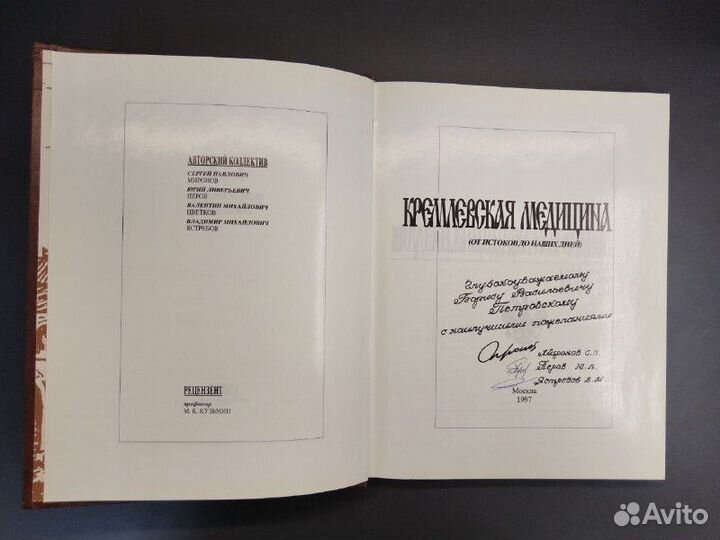 АВТОРСКИЙ КОЛЛЕКТИВ
СЕРГЕЙ ПАВЛОВИЧ
МИРОНОВ
ЮРИЙ ЛИВЕРЬЕВИЧ
ПЕРОВ
ВАЛЕНТИН МИХАЙЛОВИЧ
ЦВЕТКОВ
ВЛАДИМИР МИХАЙЛОВИЧ
ЯСТРЕБОВ
РЕЦЕНЗЕНТ
профессор
М. К. КУЗЬМИН
КРЕМЛЕВСКАЯ МЕДИЦИНА
(ОТ ИСТОКОВ ДО НАШИХ ДНЕЙ)
Глубокоуважаемому
Борису Васильевичу
Петровскому
с наилучшими пожеланиями
Миронов С.П.
Перов Ю.Л.
Ястребов В.М.
Москва
1997
Avito